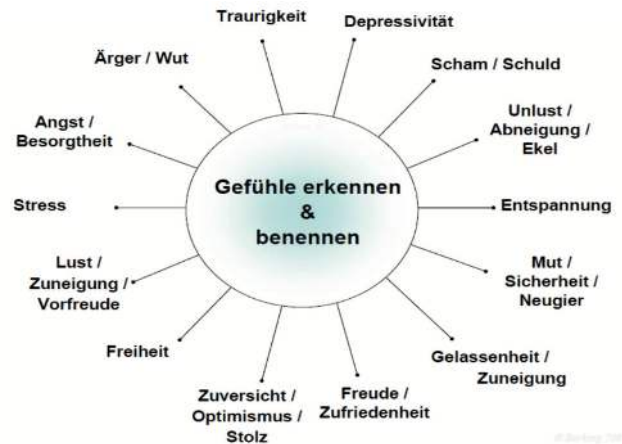 Traurigkeit
Depressivität
Ärger / Wut
Scham / Schuld
Angst /
Besorgtheit
Unlust /
Abneigung /
Ekel
Gefühle erkennen
&
benennen
Stress
Entspannung
Lust /
Zuneigung /
Vorfreude
Mut /
Sicherheit /
Neugier
Freiheit
Gelassenheit /
Zuneigung
Zuversicht /
Optimismus /
Stolz
Freude /
Zufriedenheit